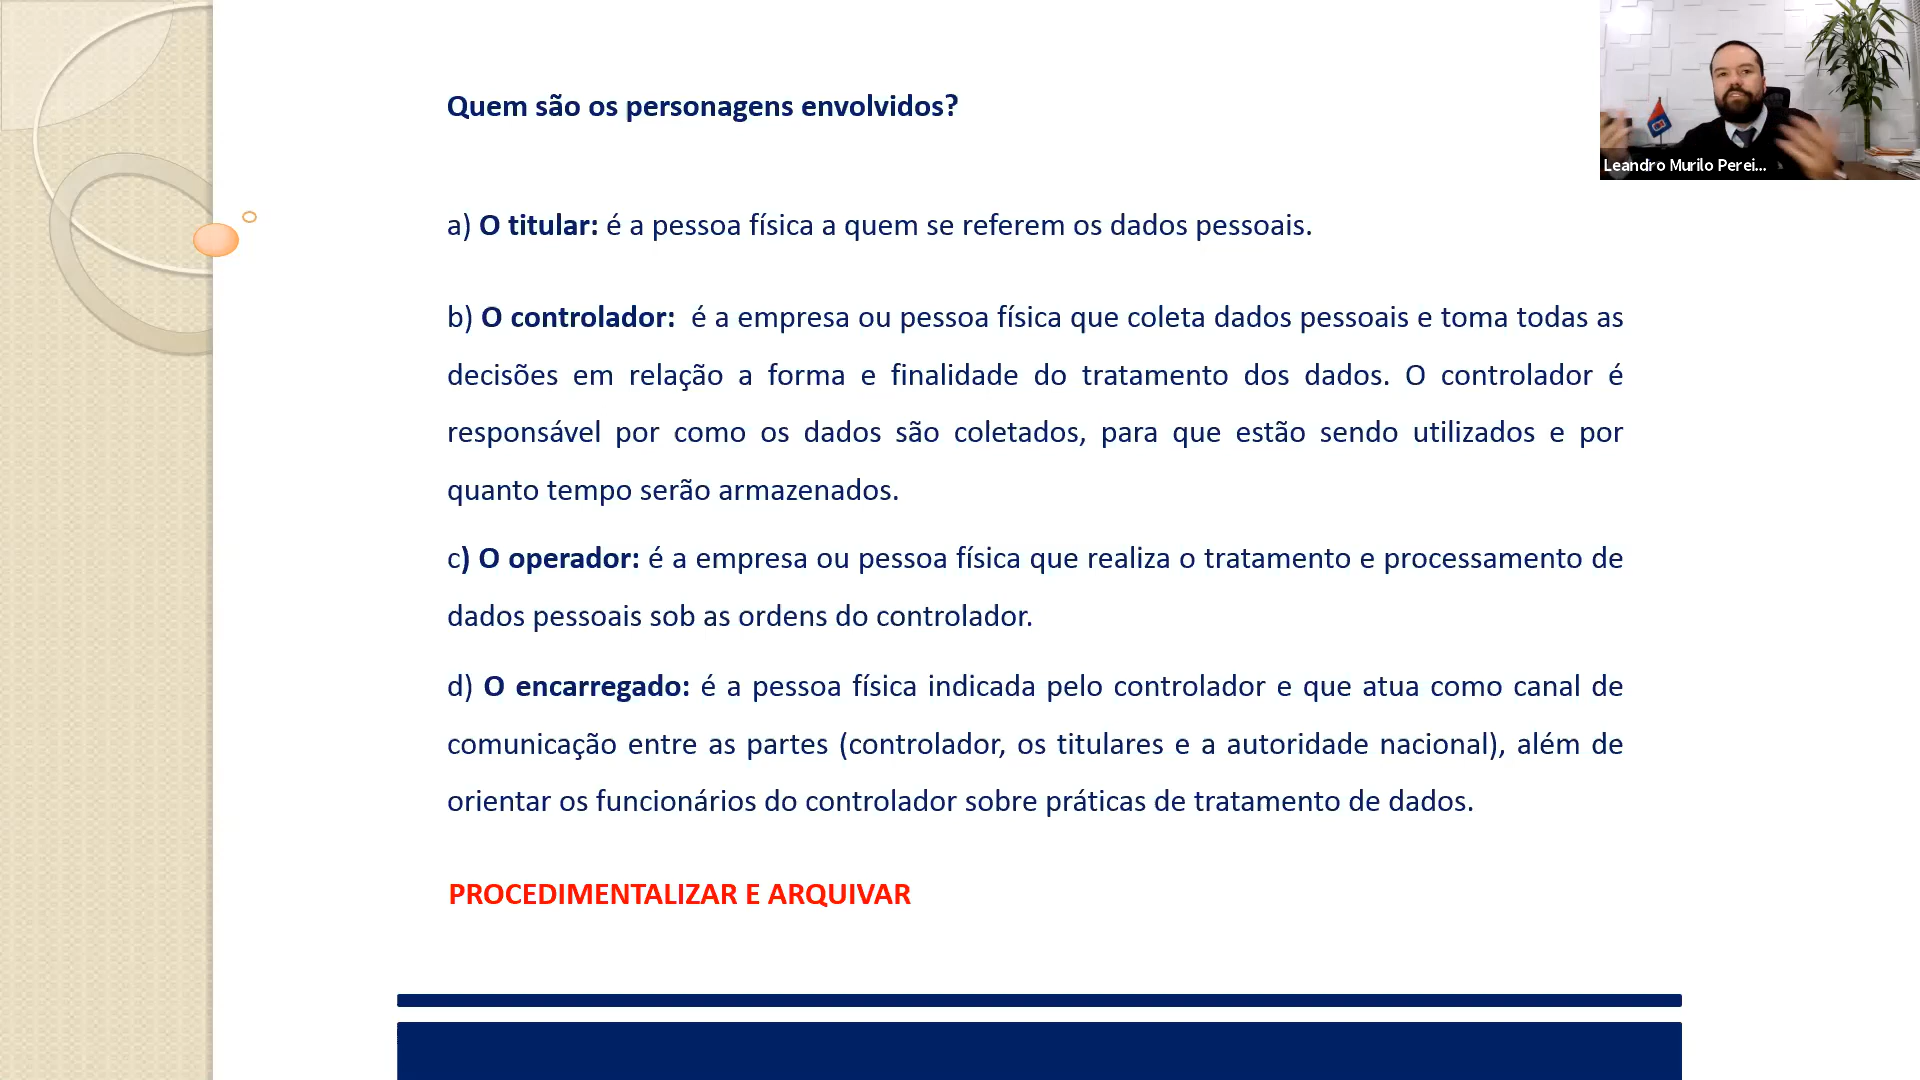 Quem são os personagens envolvidos?
Leandro Murilo Perei...
a) O titular: é a pessoa física a quem se referem os dados pessoais.
b) O controlador: é a empresa ou pessoa física que coleta dados pessoais e toma todas as
decisões em relação a forma e finalidade do tratamento dos dados. O controlador é
responsável por como os dados são coletados, para que estão sendo utilizados e por
quanto tempo serão armazenados.
c) O operador: é a empresa ou pessoa física que realiza o tratamento e processamento de
dados pessoais sob as ordens do controlador.
d) O encarregado: é a pessoa física indicada pelo controlador e que atua como canal de
comunicação entre as partes (controlador, os titulares e a autoridade nacional), além de
orientar os funcionários do controlador sobre práticas de tratamento de dados.
PROCEDIMENTALIZAR E ARQUIVAR